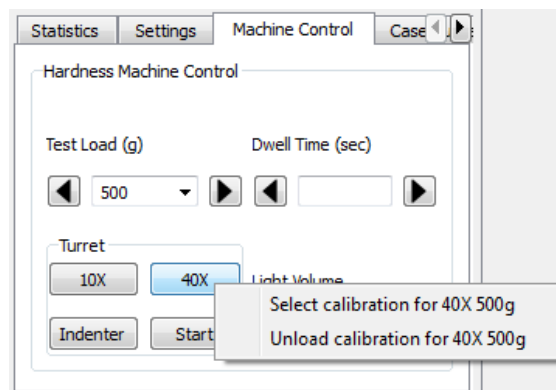 Statistics Settings Machine Control Case
Hardness Machine Control
Test Load (g) Dwell Time (sec)
500
Turret
10X 40X Light Volume
Select calibration for 40X 500g
Indenter Start
Unload calibration for 40X 500g